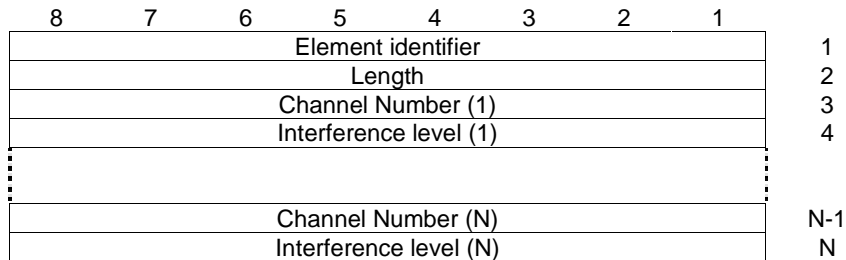 8 7 6 5 4 3 2 1
Element identifier 1
Length 2
Channel Number (1) 3
Interference level (1) 4
Channel Number (N) N-1
Interference level (N) N